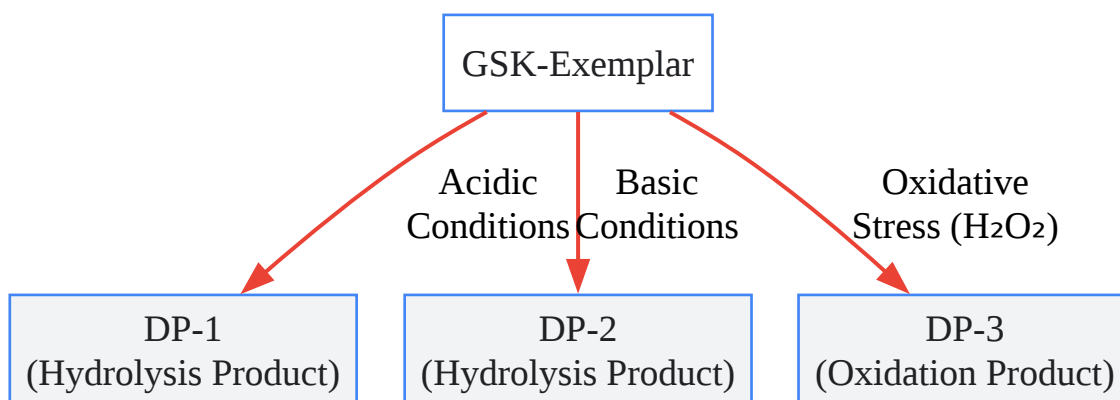 GSK-Exemplar
Acidic
Conditions
Basic
Conditions
Oxidative
Stress (H₂O₂)
DP-1
(Hydrolysis Product)
DP-2
(Hydrolysis Product)
DP-3
(Oxidation Product)